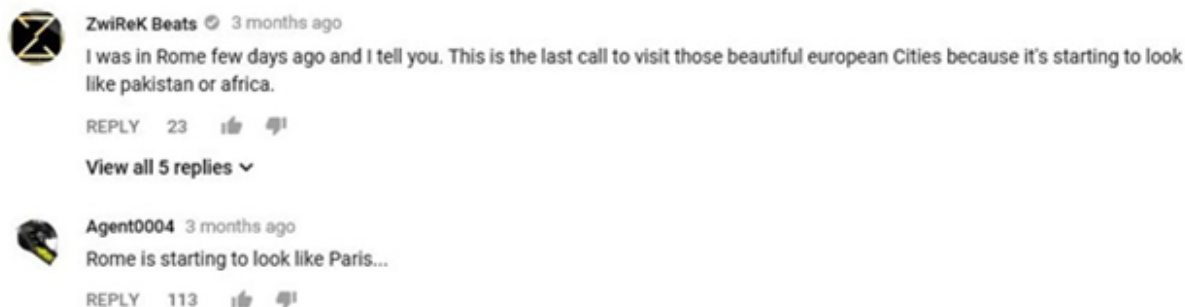 ZwiReK Beats 3 months ago
I was in Rome few days ago and I tell you. This is the last call to visit those beautiful european Cities because it's starting to look
like pakistan or africa.
REPLY 23
View all 5 replies
Agent0004 3 months ago
Rome is starting to look like Paris...
REPLY 113